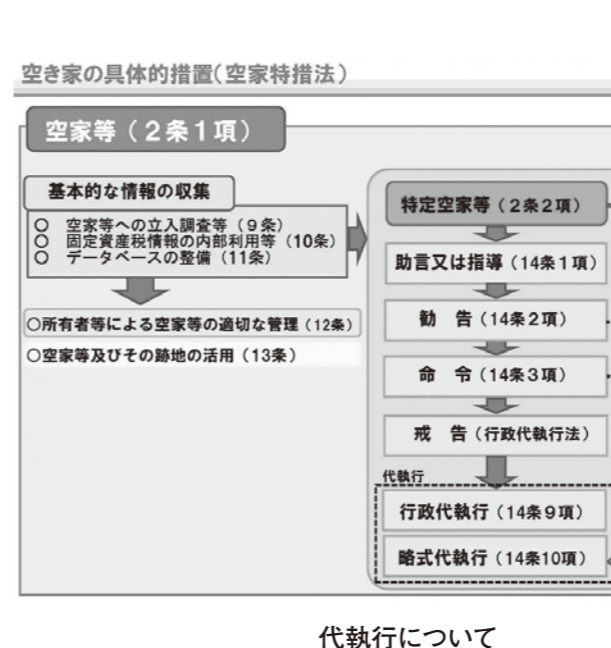 空き家の具体的措置(空家特措法)
空家等(2条1項)
基本的な情報の収集
○ 空家等への立入調査等(9条)
○ 固定資産税情報の内部利用等(10条)
○ データベースの整備(11条)
○所有者等による空家等の適切な管理(12条)
○空家等及びその跡地の活用(13条)
特定空家等(2条2項)
助言又は指導(14条1項)
勧 告(14条2項)
命 令(14条3項)
戒 告(行政代執行法)
代執行
行政代執行(14条9項)
略式代執行(14条10項)
代執行について